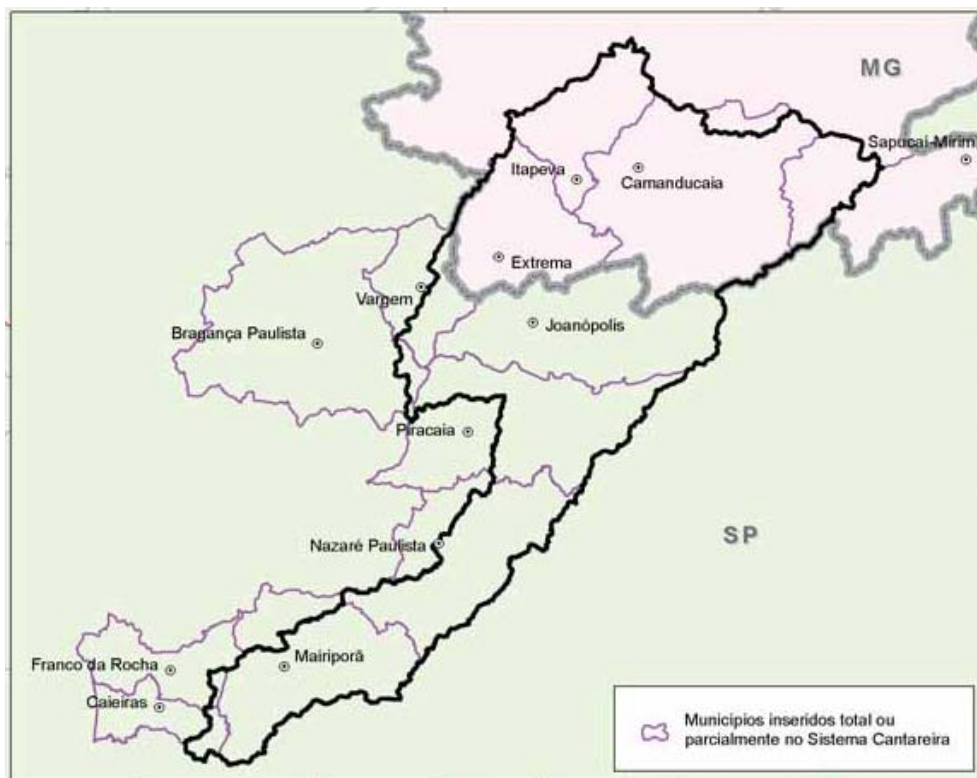 MG
Sapucaí-Mirim
Itapeva
Camanducaia
Extrema
Vargem
Joanópolis
Bragança Paulista
Piracaia
SP
Nazaré Paulista
Mairiporã
Franco da Rocha
Caieiras
Municípios inseridos total ou
parcialmente no Sistema Cantareira